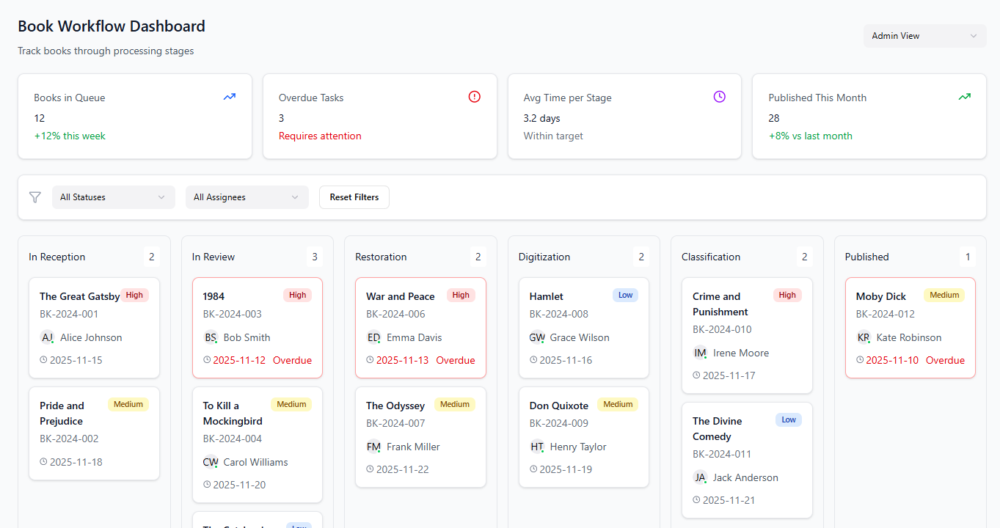 Book Workflow Dashboard
Track books through processing stages
Admin View
Books in Queue
12
+12% this week
Overdue Tasks
3
Requires attention
Avg Time per Stage
3.2 days
Within target
Published This Month
28
+8% vs last month
All Statuses
All Assignees
Reset Filters
In Reception 2
The Great Gatsby High
BK-2024-001
AJ Alice Johnson
2025-11-15
Pride and Medium
Prejudice
BK-2024-002
2025-11-18
In Review 3
1984 High
BK-2024-003
BS Bob Smith
2025-11-12 Overdue
To Kill a Medium
Mockingbird
BK-2024-004
CW Carol Williams
2025-11-20
Restoration 2
War and Peace High
BK-2024-006
ED Emma Davis
2025-11-13 Overdue
The Odyssey Medium
BK-2024-007
FM Frank Miller
2025-11-22
Digitization 2
Hamlet Low
BK-2024-008
GW Grace Wilson
2025-11-16
Don Quixote Medium
BK-2024-009
HT Henry Taylor
2025-11-19
Classification 2
Crime and High
Punishment
BK-2024-010
IM Irene Moore
2025-11-17
The Divine Low
Comedy
BK-2024-011
JA Jack Anderson
2025-11-21
Published 1
Moby Dick Medium
BK-2024-012
KR Kate Robinson
2025-11-10 Overdue